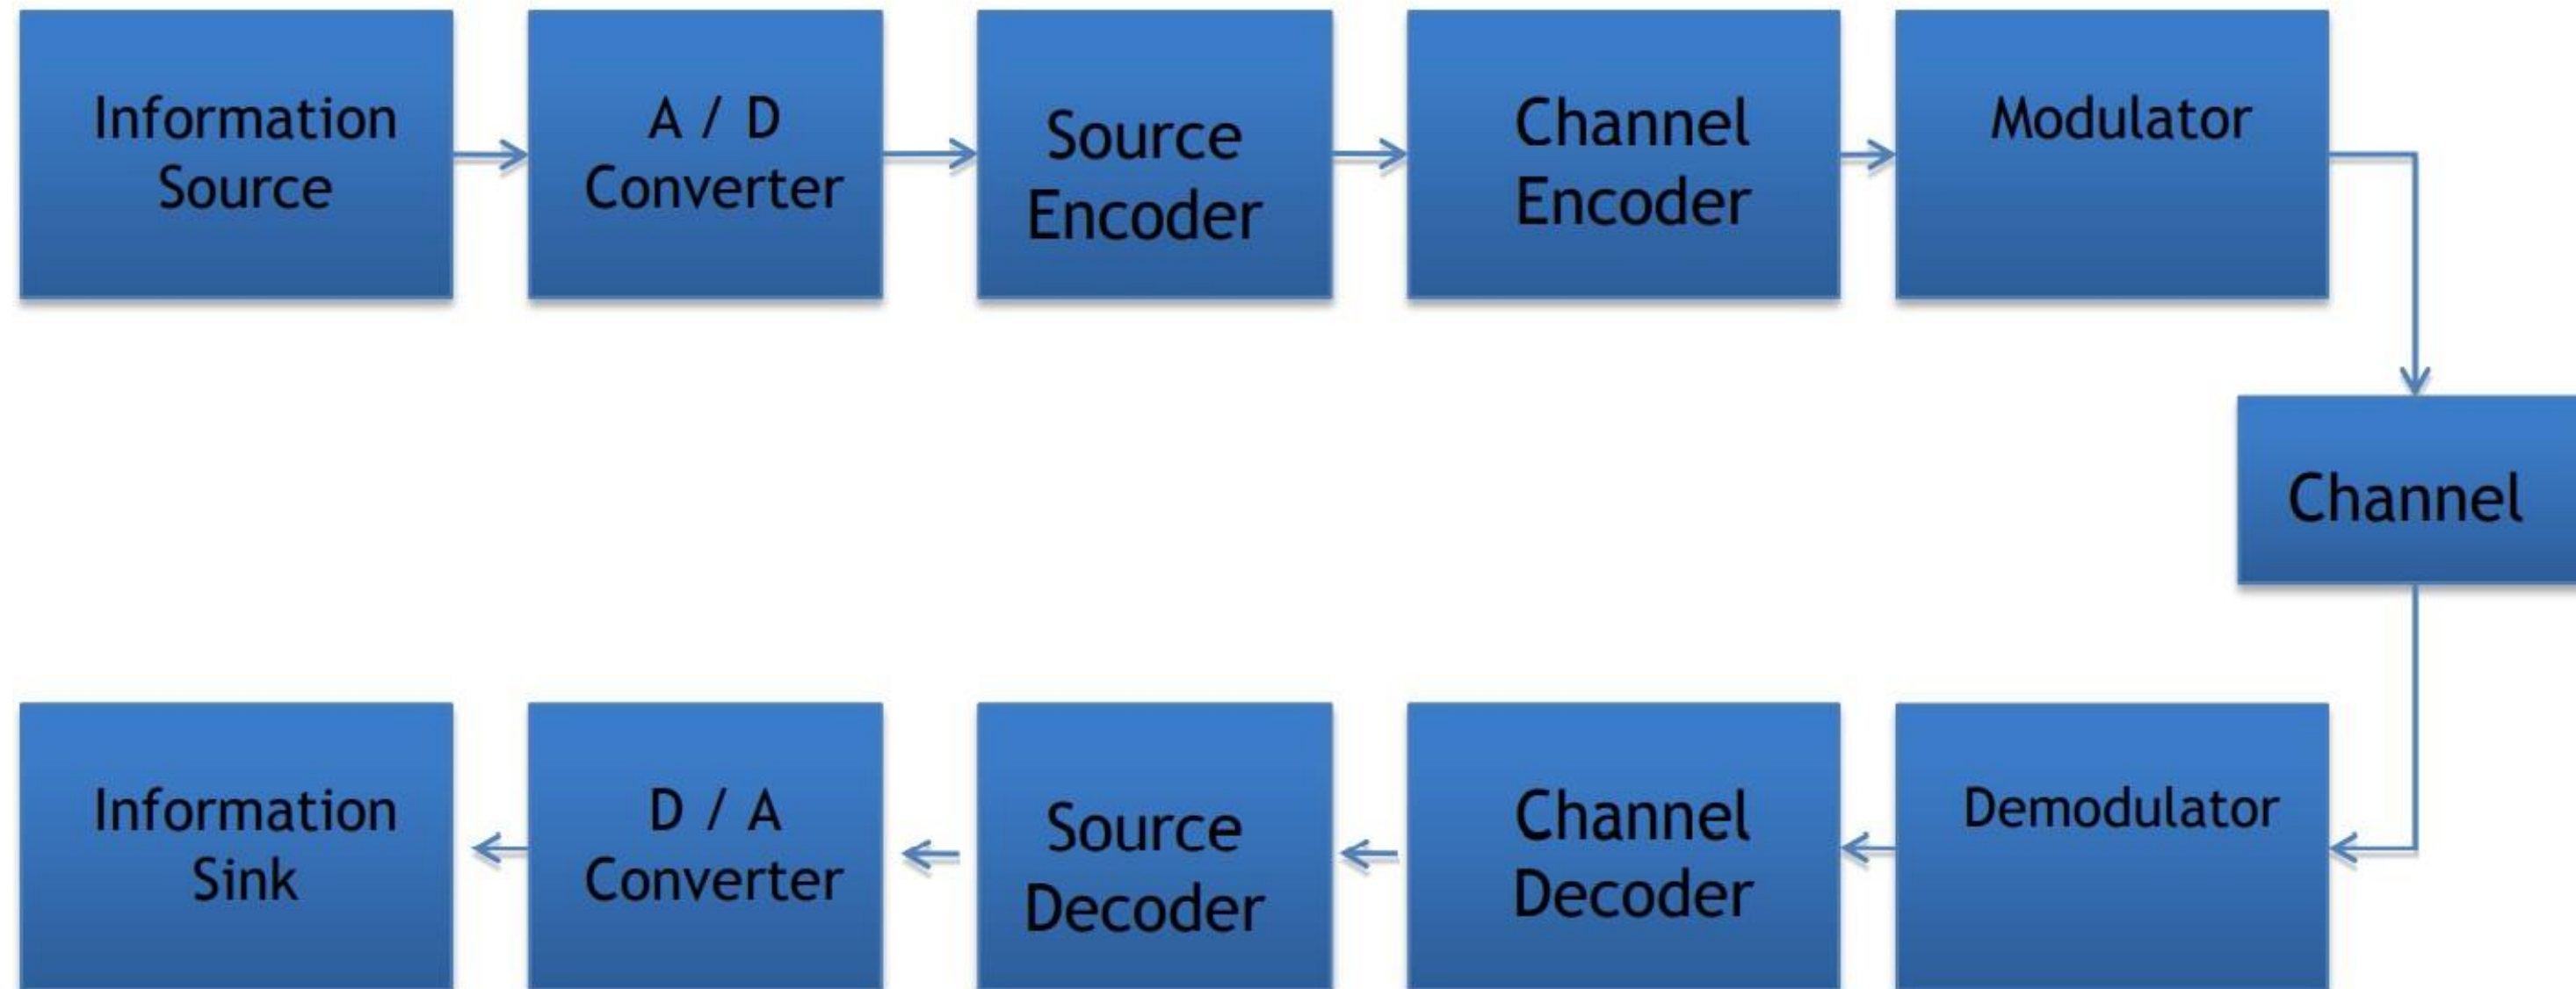 Information
Source
A / D
Converter
Source
Encoder
Channel
Encoder
Modulator
Channel
Information
Sink
D / A
Converter
Source
Decoder
Channel
Decoder
Demodulator